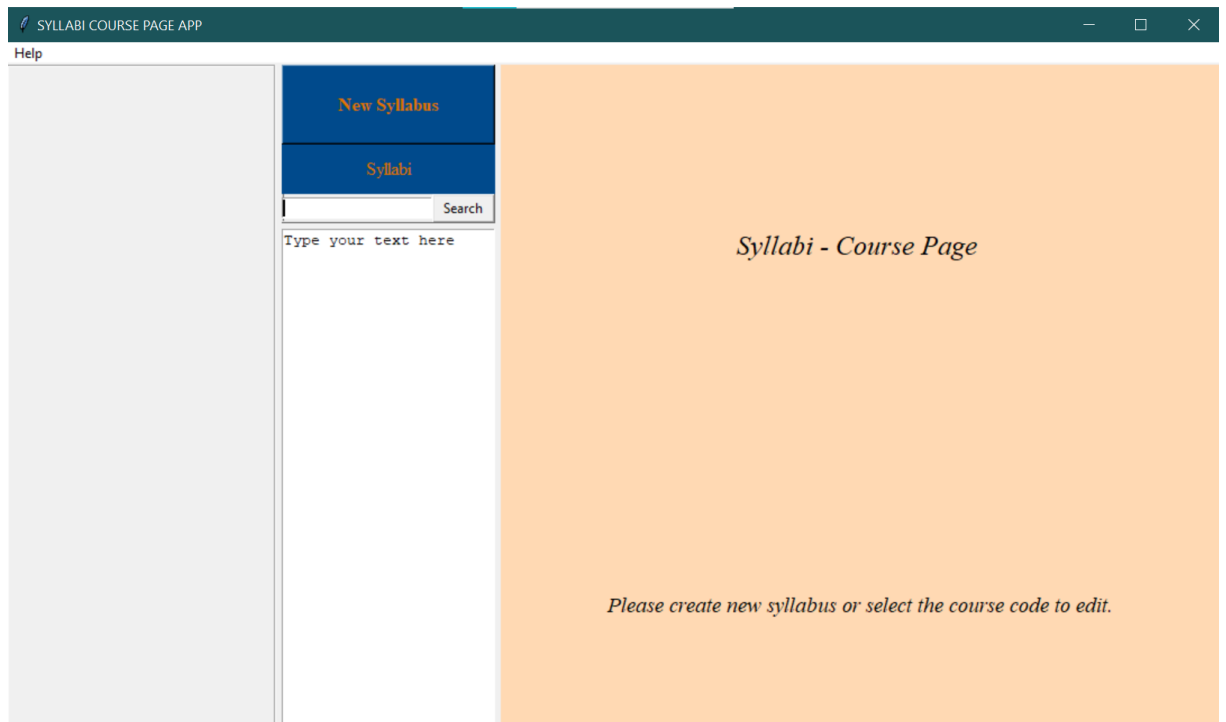 SYLLABI COURSE PAGE APP
Help
New Syllabus
Syllabi
Search
Type your text here
Syllabi - Course Page
Please create new syllabus or select the course code to edit.